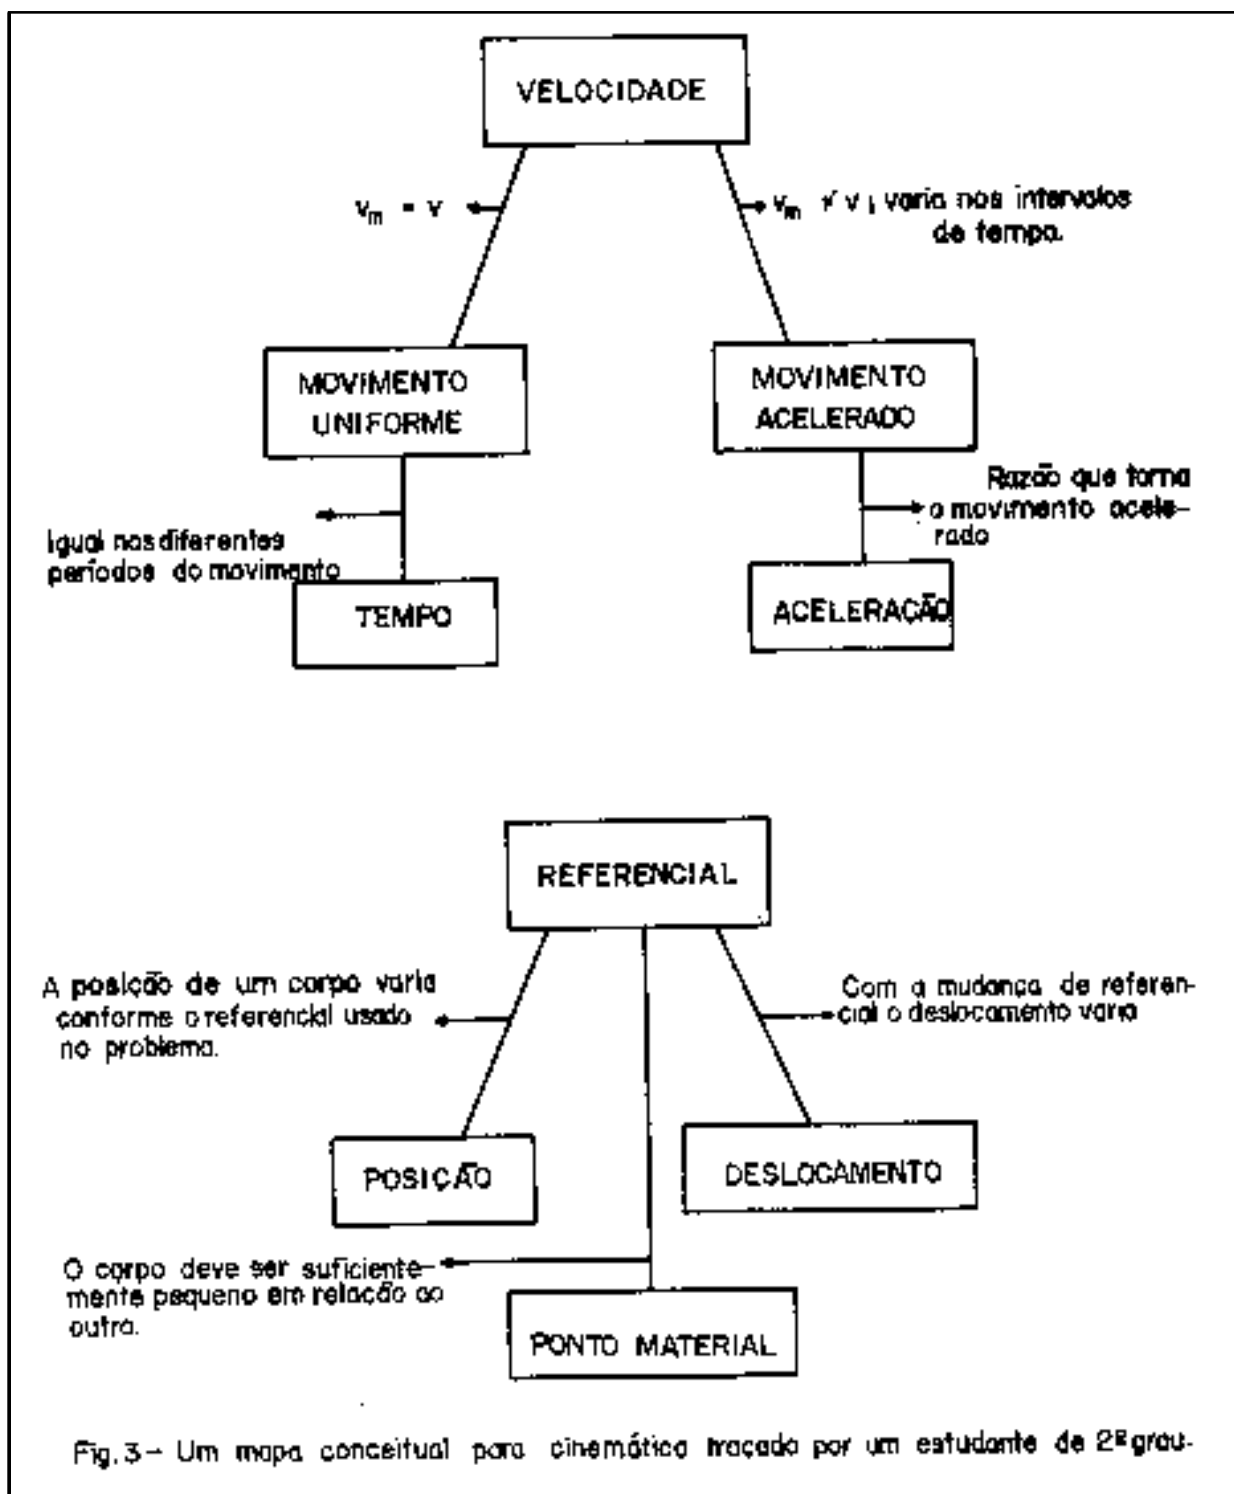 VELOCIDADE
vm = v
vm ≠ v ; varia nos intervalos
de tempo.
MOVIMENTO
UNIFORME
MOVIMENTO
ACELERADO
Igual nos diferentes
períodos do movimento
Razão que torna
o movimento acele-
rado
TEMPO
ACELERAÇÃO
REFERENCIAL
A posição de um corpo varia
conforme o referencial usado
no problema.
Com a mudança de referen-
cial o deslocamento varia
POSIÇÃO
DESLOCAMENTO
O corpo deve ser suficiente-
mente pequeno em relação ao
outro.
PONTO MATERIAL
Fig. 3 - Um mapa conceitual para cinemática traçado por um estudante de 2º grau.